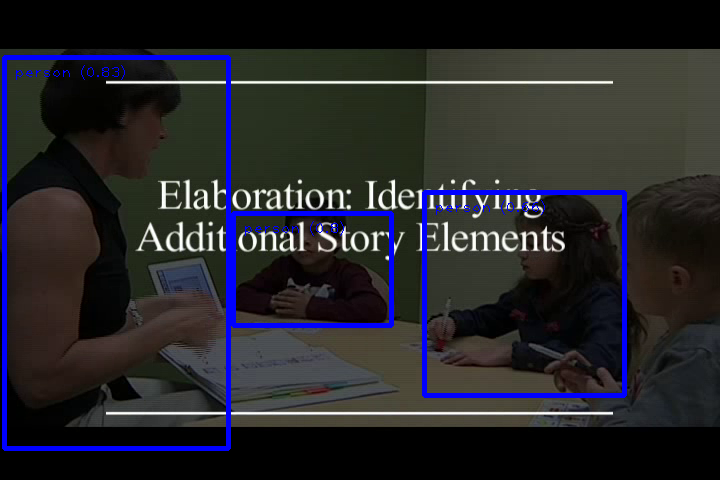 person (0.89)
Elaboration: Identifying
Additional Story Elements